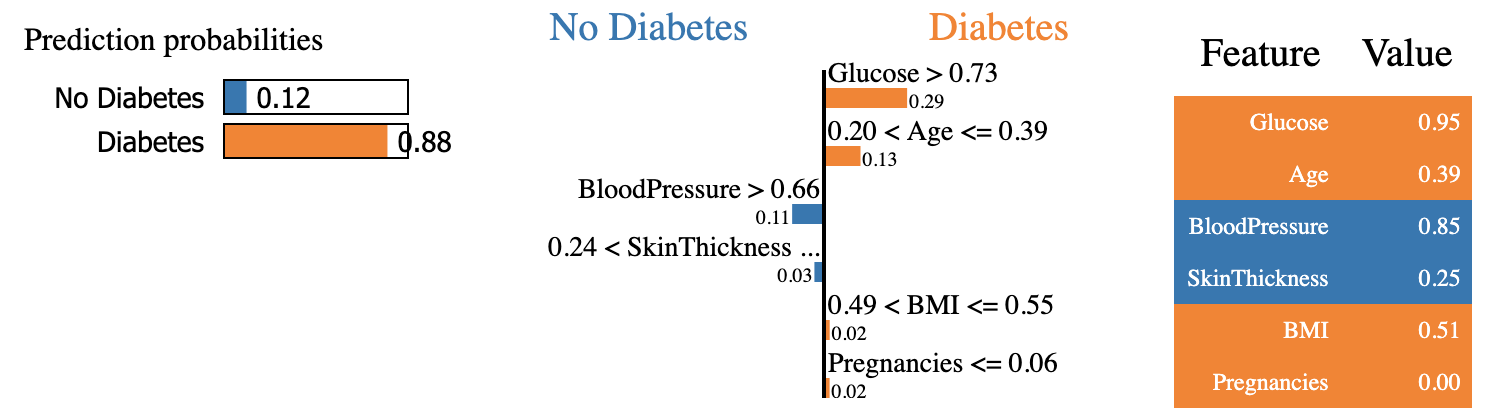 Prediction probabilities
No Diabetes 0.12
Diabetes 0.88
No Diabetes Diabetes
Glucose > 0.73
0.29
0.20 < Age <= 0.39
0.13
BloodPressure > 0.66
0.11
0.24 < SkinThickness ...
0.03
0.49 < BMI <= 0.55
0.02
Pregnancies <= 0.06
0.02
Feature Value
Glucose 0.95
Age 0.39
BloodPressure 0.85
SkinThickness 0.25
BMI 0.51
Pregnancies 0.00